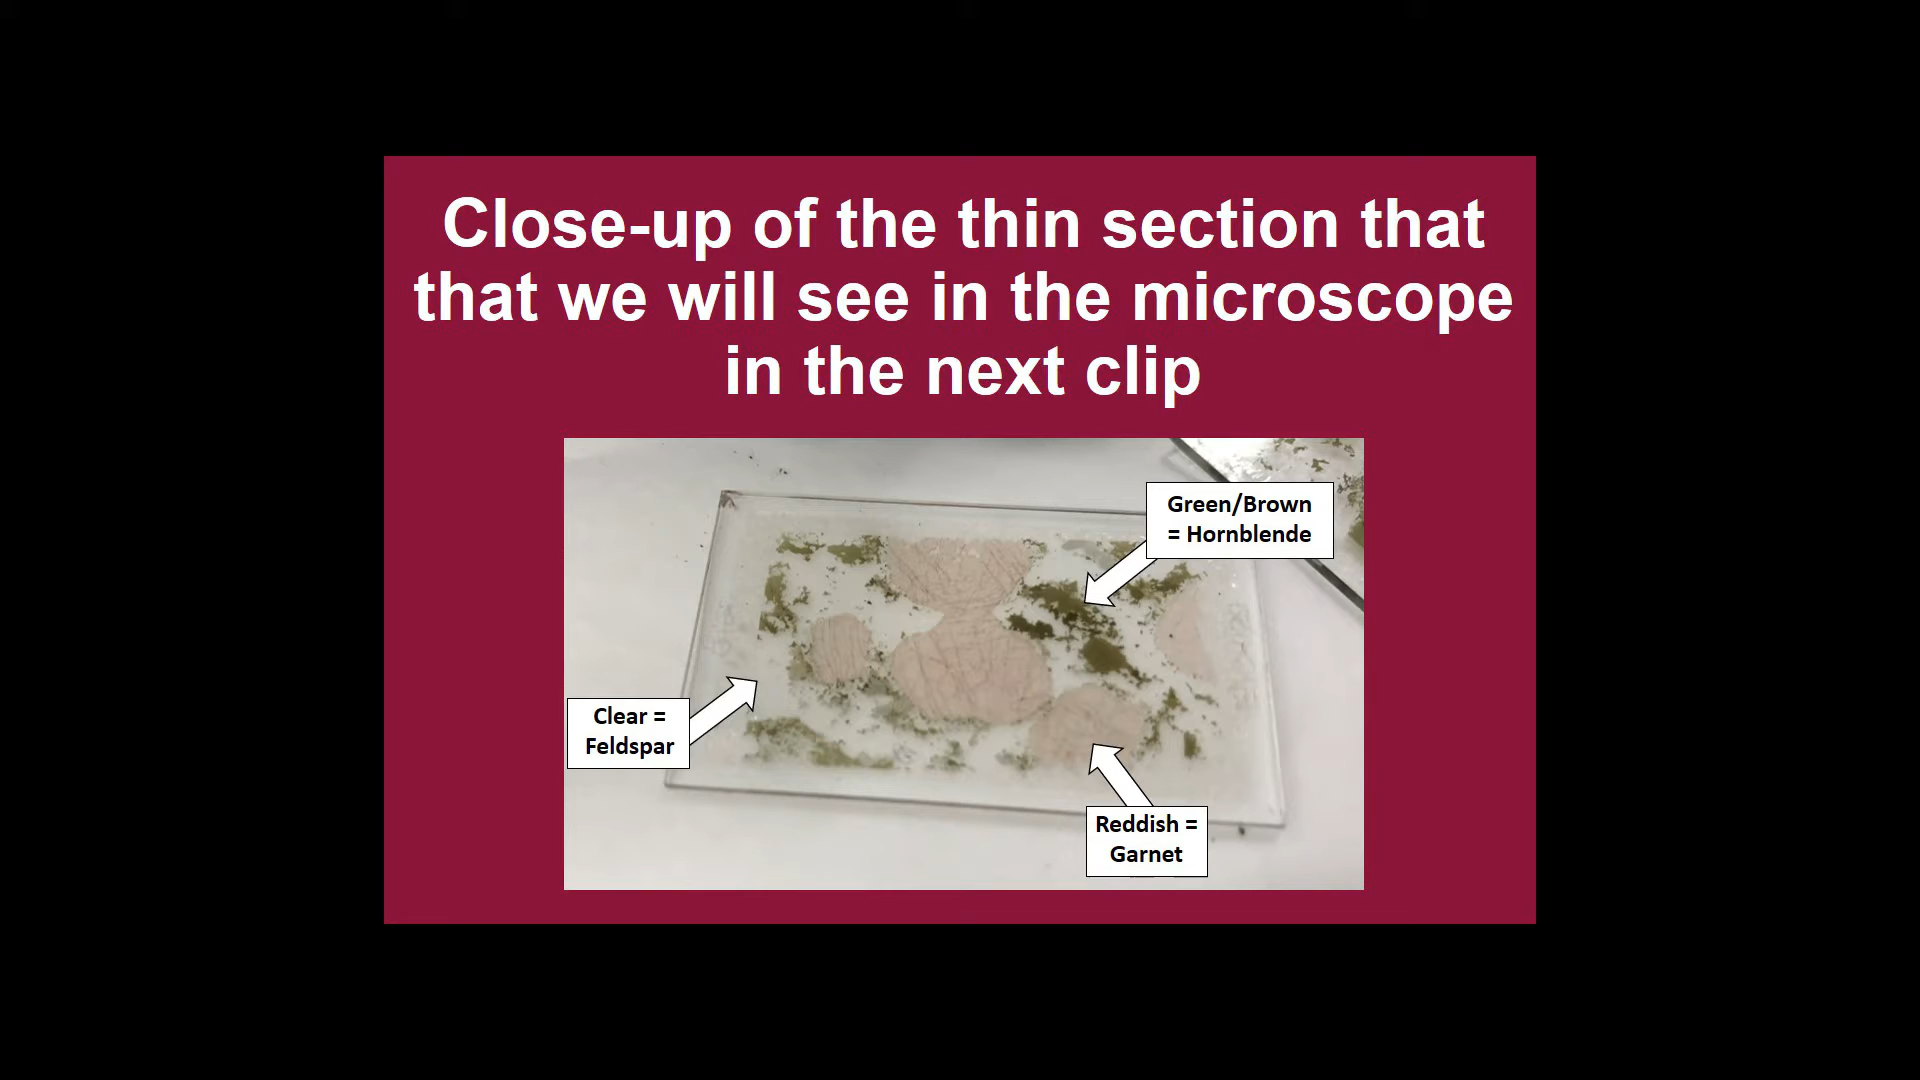 Close-up of the thin section that
that we will see in the microscope
in the next clip
Green/Brown
= Hornblende
Clear =
Feldspar
Reddish =
Garnet